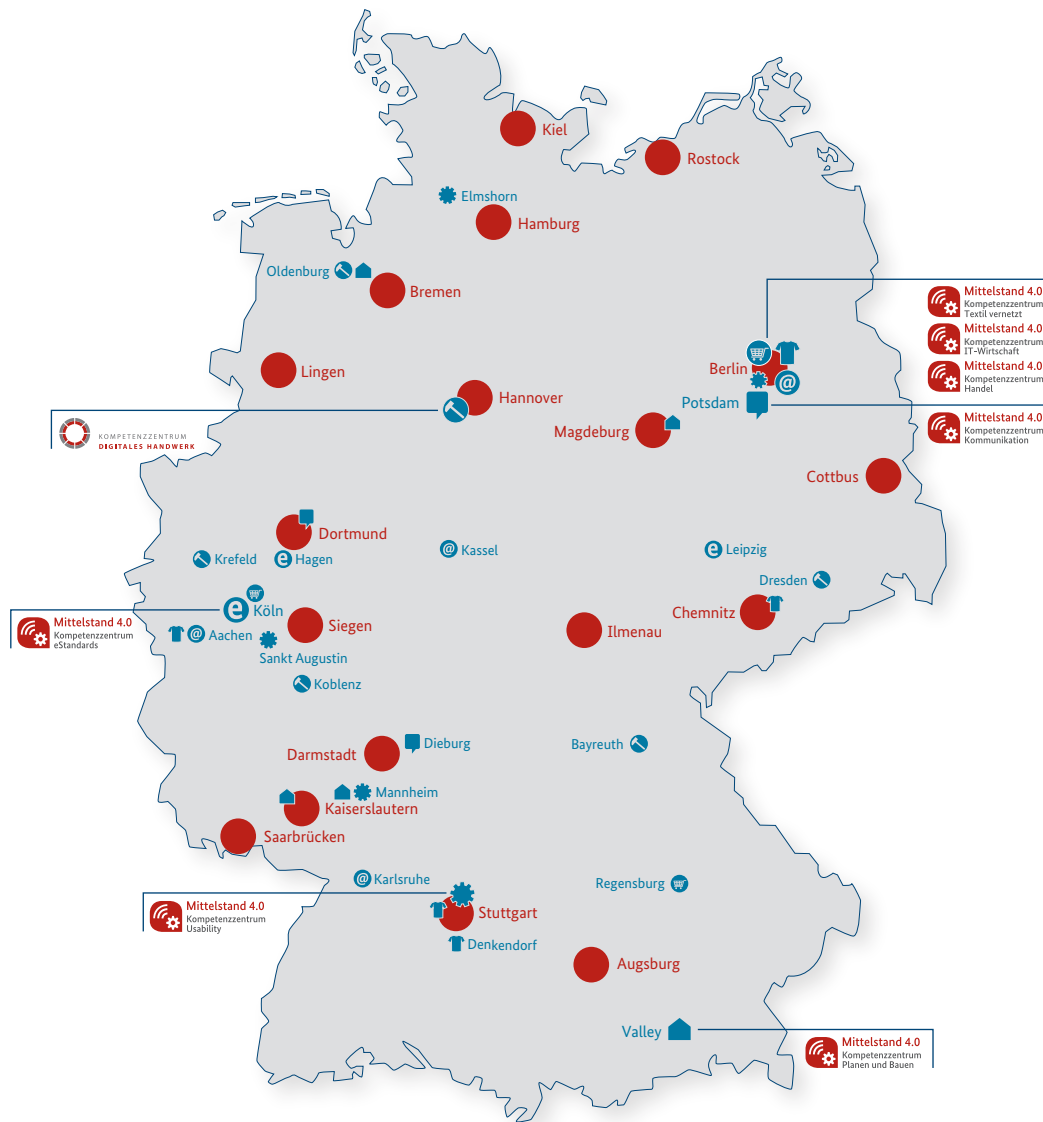 Kiel
Rostock
Elmshorn
Hamburg
Oldenburg
Bremen
Mittelstand 4.0
Kompetenzzentrum
Textil vernetzt
Mittelstand 4.0
Kompetenzzentrum
IT-Wirtschaft
Mittelstand 4.0
Kompetenzzentrum
Handel
Lingen
Berlin
Hannover
Potsdam
Mittelstand 4.0
Kompetenzzentrum
Kommunikation
KOMPETENZZENTRUM
DIGITALES HANDWERK
Magdeburg
Cottbus
Dortmund
Krefeld
e Hagen
@ Kassel
e Leipzig
Dresden
e Köln
Chemnitz
Mittelstand 4.0
Kompetenzzentrum
eStandards
Siegen
Ilmenau
@ Aachen
Sankt Augustin
Koblenz
Darmstadt
Dieburg
Bayreuth
Mannheim
Kaiserslautern
Saarbrücken
@ Karlsruhe
Regensburg
Mittelstand 4.0
Kompetenzzentrum
Usability
Stuttgart
Denkendorf
Augsburg
Valley
Mittelstand 4.0
Kompetenzzentrum
Planen und Bauen